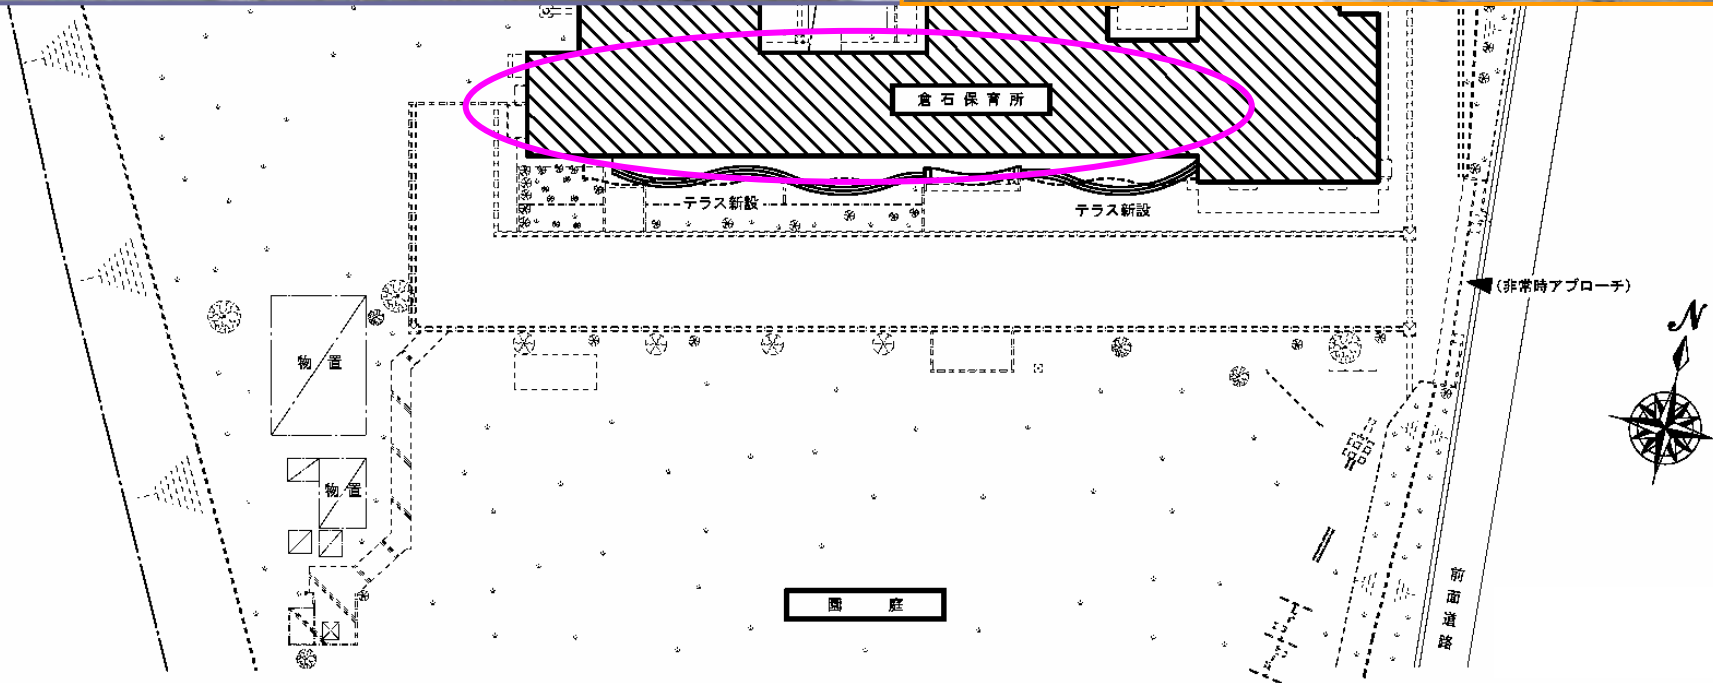 倉石保育所
テラス新設
テラス新設
(非常時アプローチ)
N
物置
物置
園庭
前面道路